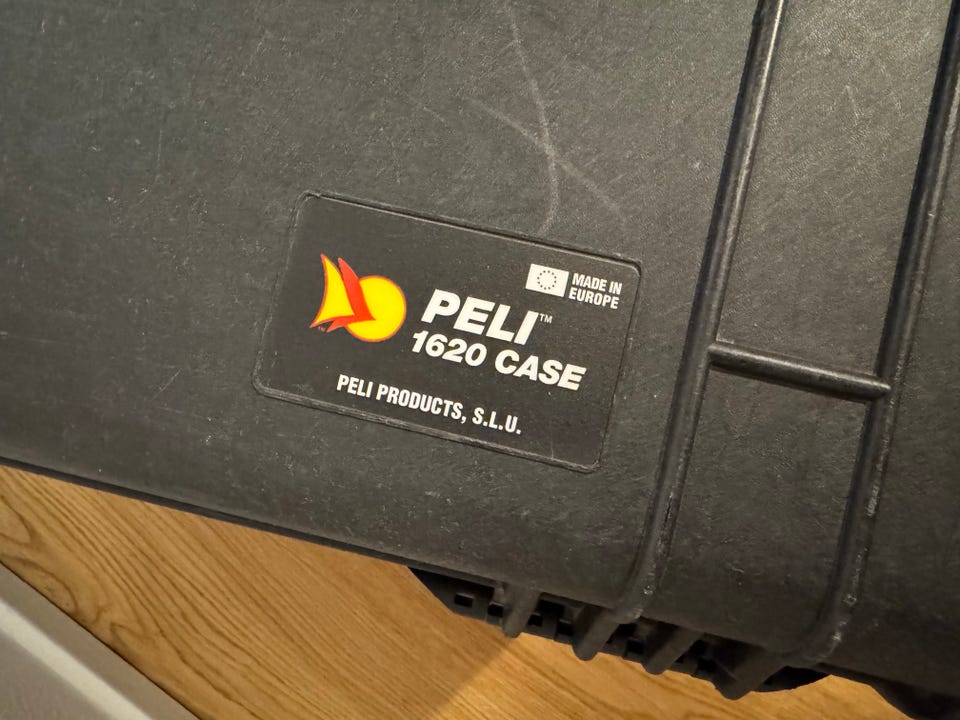 MADE IN
EUROPE
PELI™
1620 CASE
PELI PRODUCTS, S.L.U.